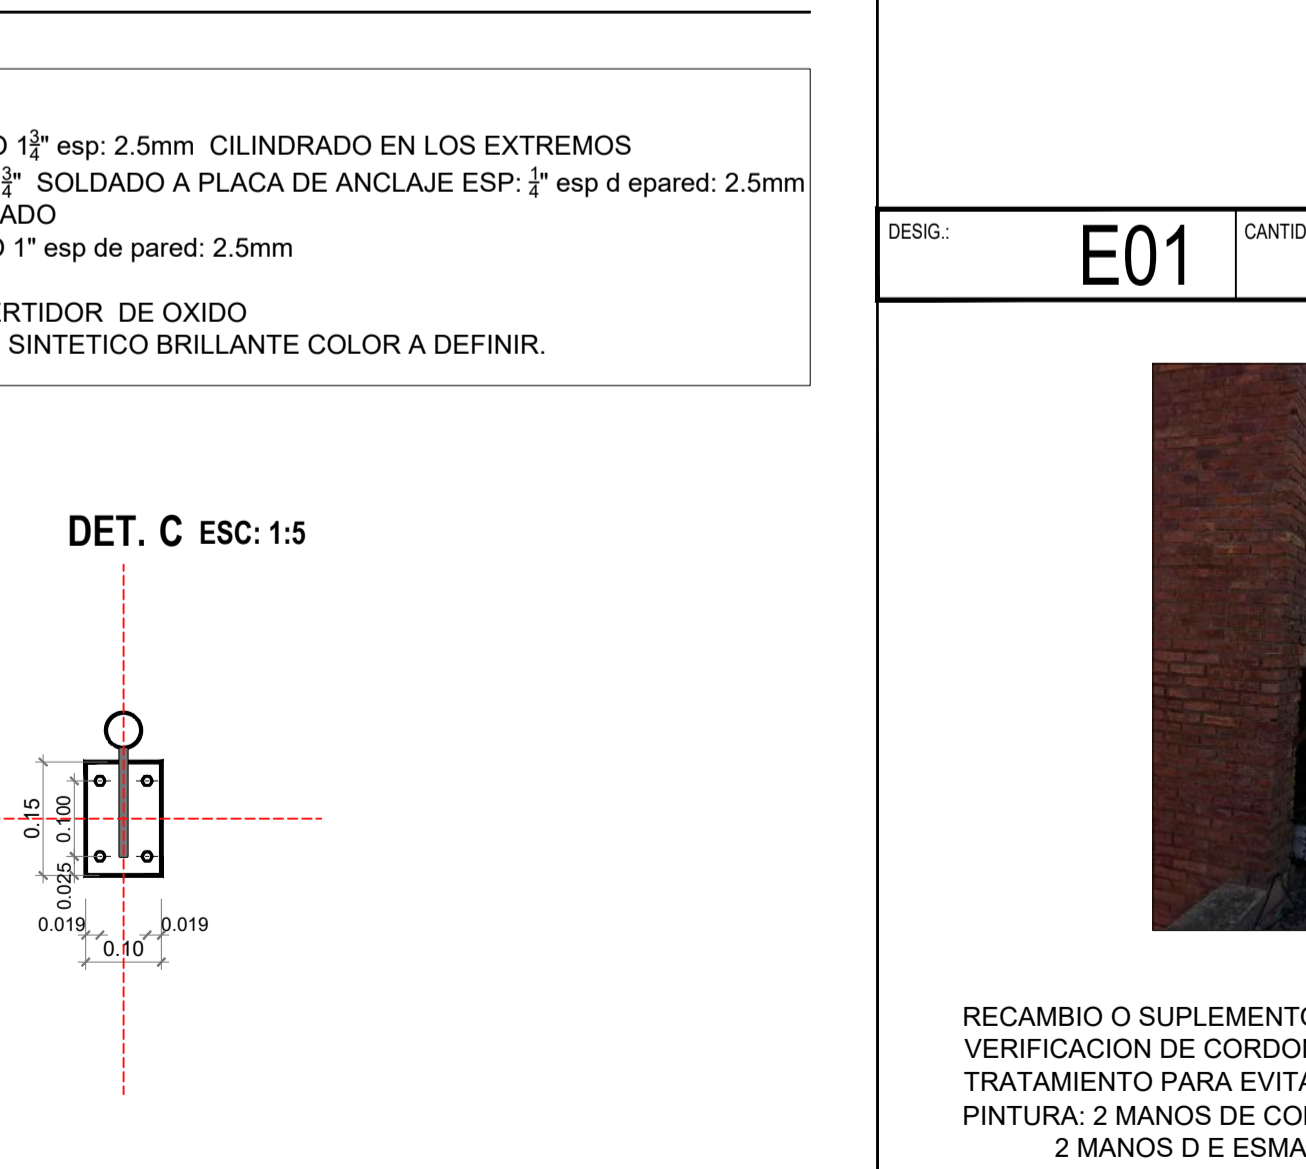 1 3/4" esp: 2.5mm CILINDRADO EN LOS EXTREMOS
3/4" SOLDADO A PLACA DE ANCLAJE ESP: 1/4" esp d epared: 2.5mm
ADO
1" esp de pared: 2.5mm
RTIDOR DE OXIDO
SINTETICO BRILLANTE COLOR A DEFINIR.
DET. C ESC: 1:5
0.15
0.100
0.025
0.019
0.019
0.10
DESIG.:
E01
CANTID
RECAMBIO O SUPLEMENTO
VERIFICACION DE CORDO
TRATAMIENTO PARA EVITA
PINTURA: 2 MANOS DE CO
2 MANOS D E ESMA